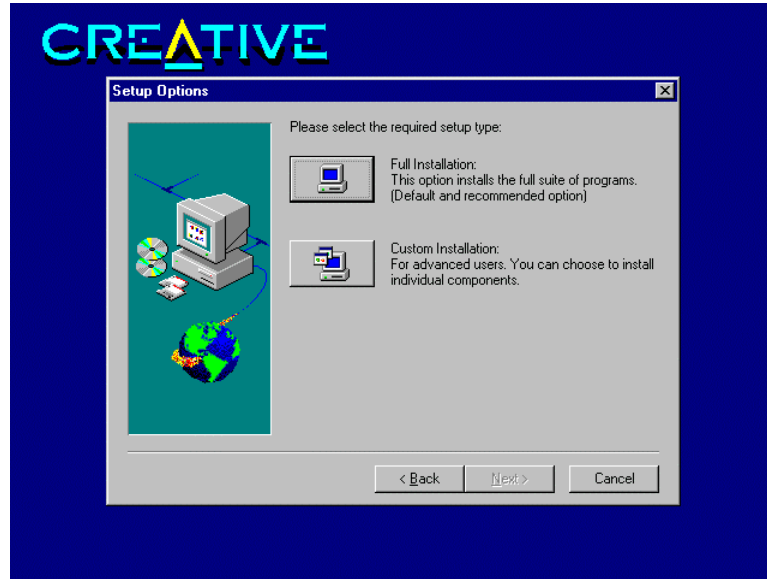 CREATIVE
Setup Options
Please select the required setup type:
Full Installation:
This option installs the full suite of programs.
(Default and recommended option)
Custom Installation:
For advanced users. You can choose to install
individual components.
< Back
Next >
Cancel